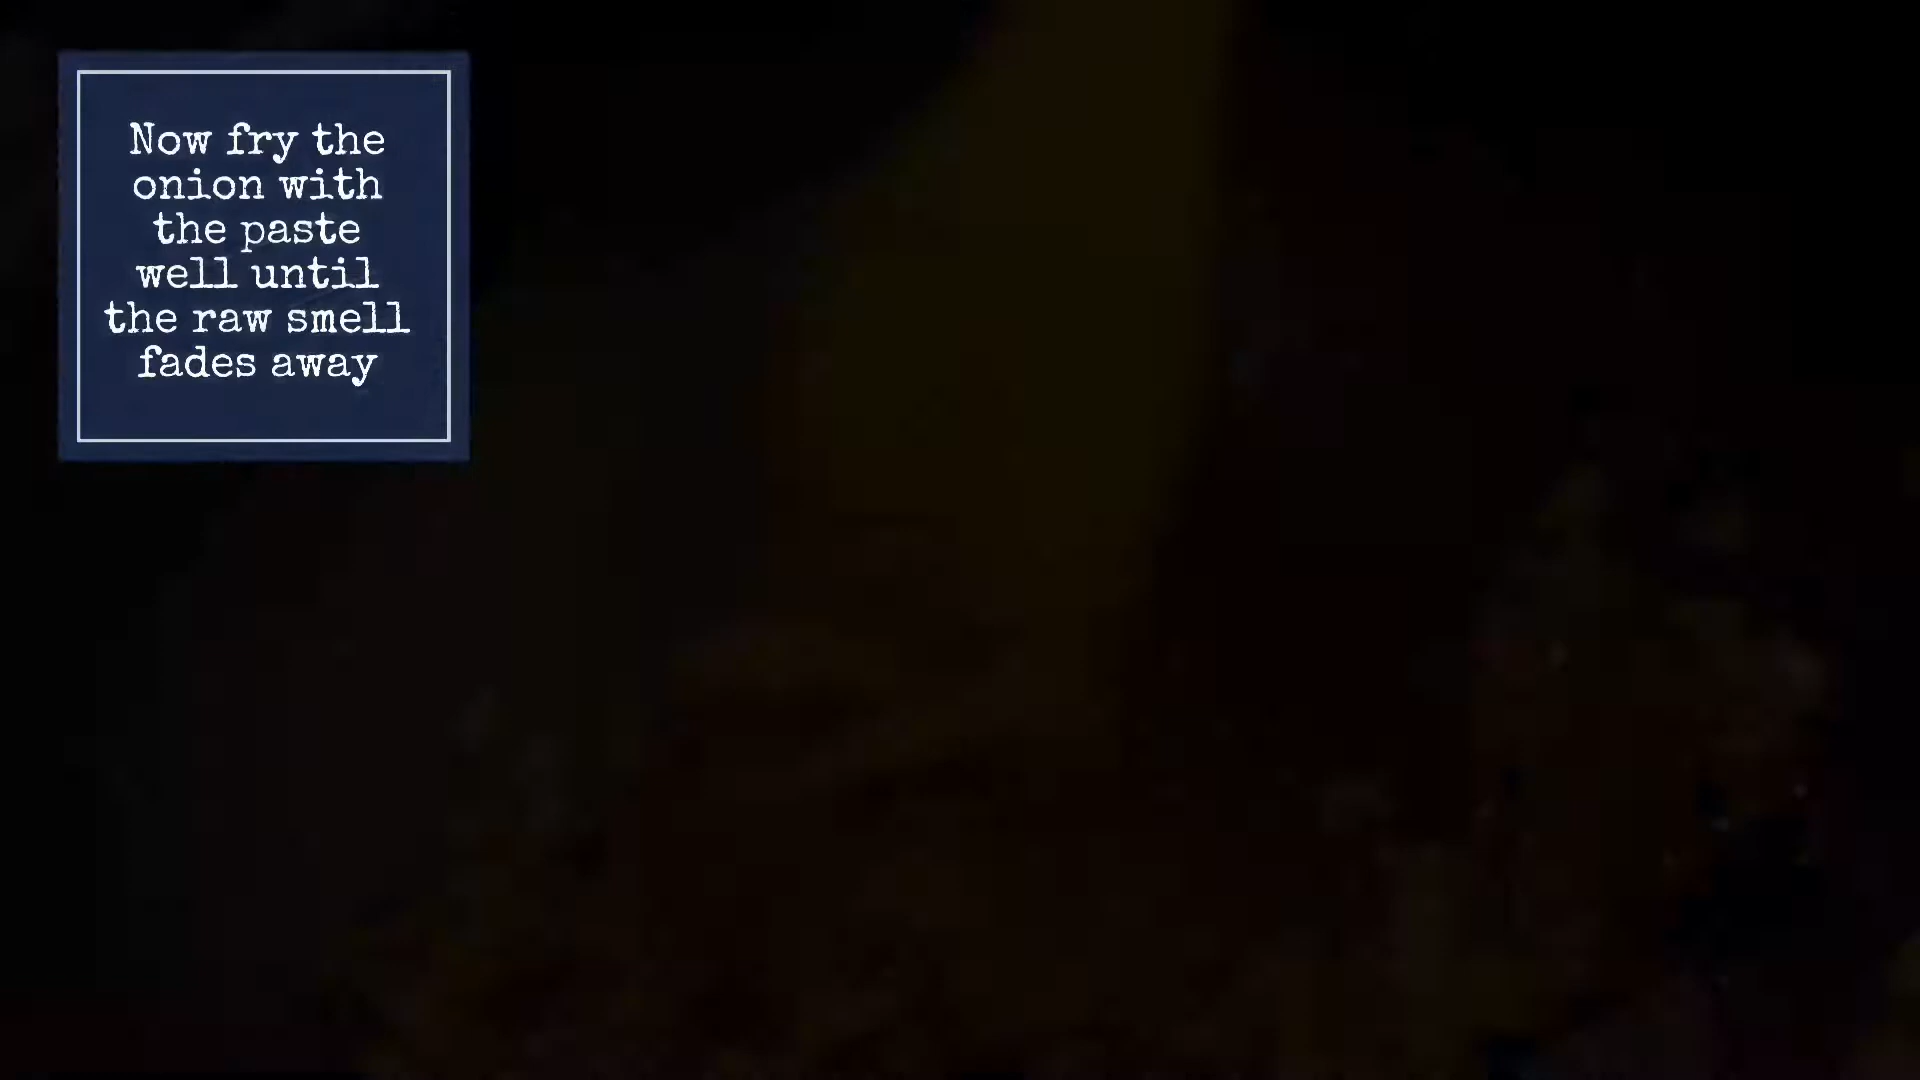 Now fry the
onion with
the paste
well until
the raw smell
fades away